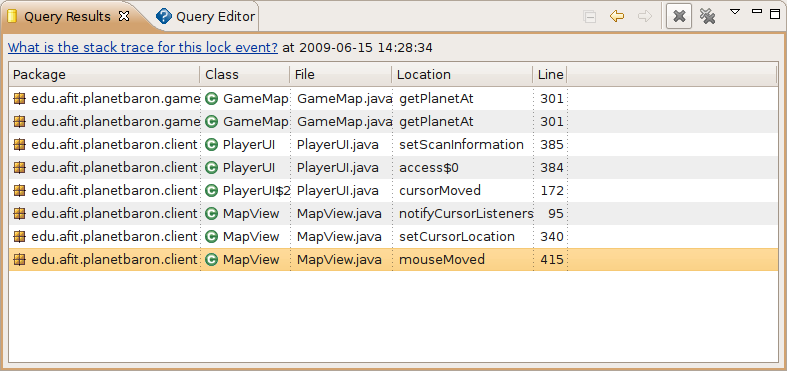 Query Results Query Editor
What is the stack trace for this lock event? at 2009-06-15 14:28:34
Package Class File Location Line
edu.afit.planetbaron.game GameMap GameMap.java getPlanetAt 301
edu.afit.planetbaron.game GameMap GameMap.java getPlanetAt 301
edu.afit.planetbaron.client PlayerUI PlayerUI.java setScanInformation 385
edu.afit.planetbaron.client PlayerUI PlayerUI.java access$0 384
edu.afit.planetbaron.client PlayerUI$2 PlayerUI.java cursorMoved 172
edu.afit.planetbaron.client MapView MapView.java notifyCursorListeners 95
edu.afit.planetbaron.client MapView MapView.java setCursorLocation 340
edu.afit.planetbaron.client MapView MapView.java mouseMoved 415